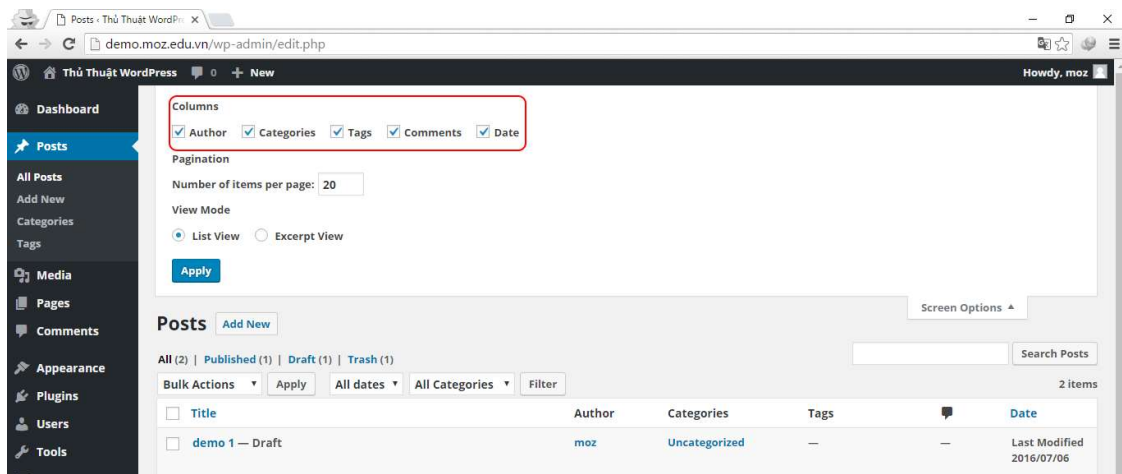 Posts ‹ Thủ Thuật WordPr
demo.moz.edu.vn/wp-admin/edit.php
Thủ Thuật WordPress 0 + New Howdy, moz
Dashboard
Posts
All Posts
Add New
Categories
Tags
Media
Pages
Comments
Appearance
Plugins
Users
Tools
Columns
Author Categories Tags Comments Date
Pagination
Number of items per page: 20
View Mode
List View Excerpt View
Apply
Screen Options ▲
Posts Add New
All (2) | Published (1) | Draft (1) | Trash (1)
Search Posts
Bulk Actions ▼ Apply All dates ▼ All Categories ▼ Filter
2 items
Title Author Categories Tags Date
demo 1 — Draft moz Uncategorized — — Last Modified
2016/07/06